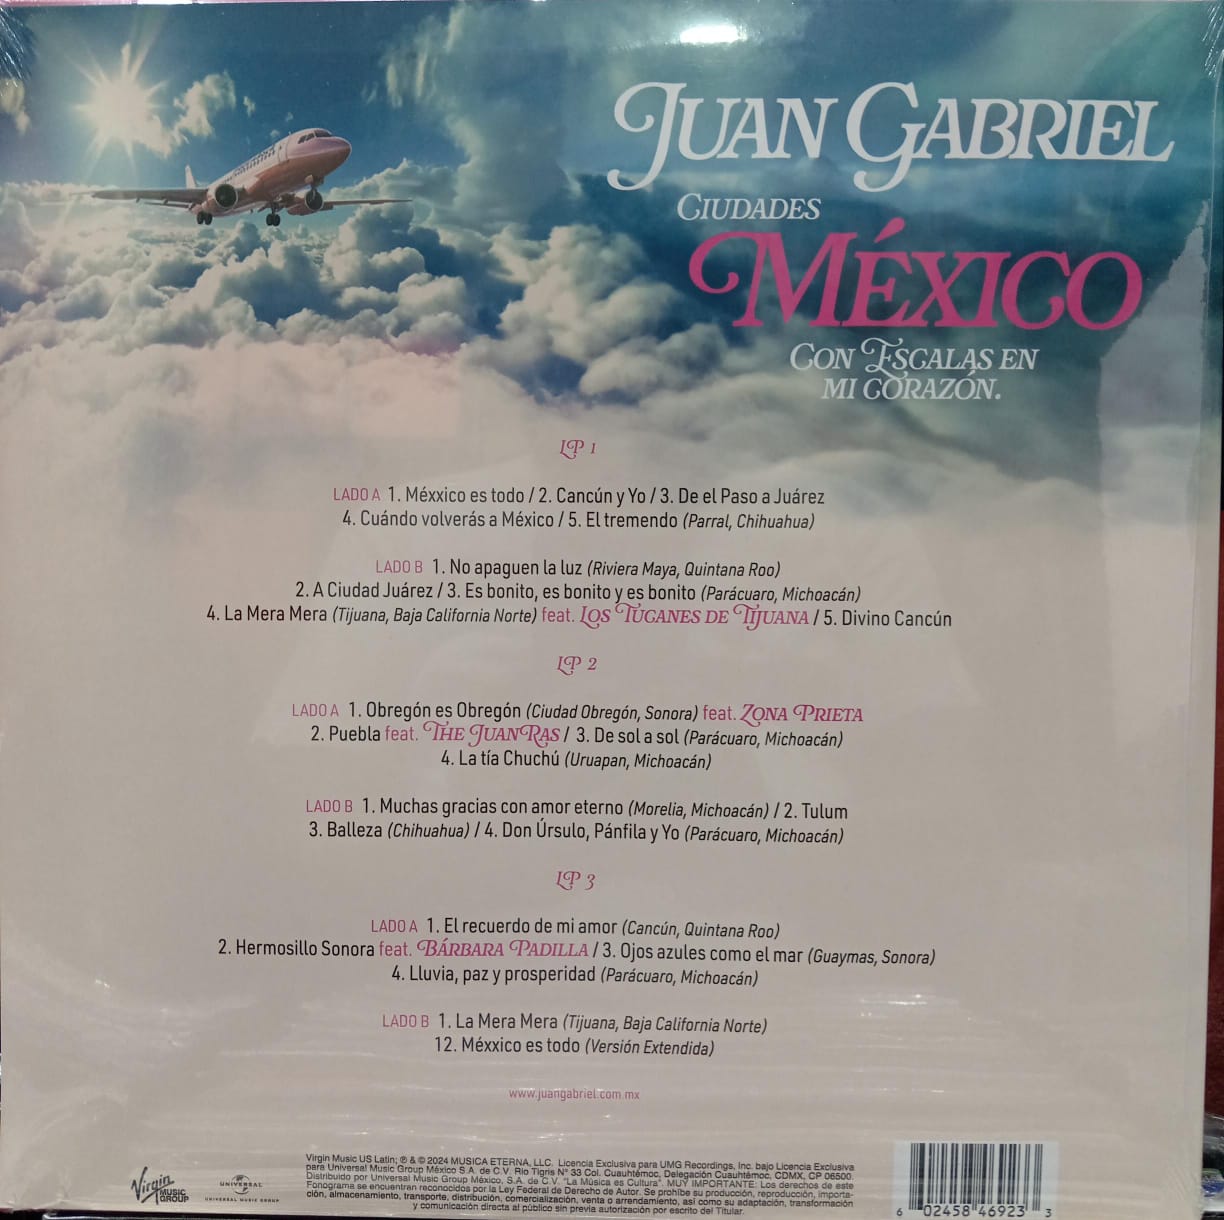 JUAN GABRIEL
CIUDADES
MÉXICO
CON ESCALAS EN
MI CORAZÓN.
LP 1
LADO A 1. Méxxico es todo / 2. Cancún y Yo / 3. De el Paso a Juárez
4. Cuándo volverás a México / 5. El tremendo (Parral, Chihuahua)
LADO B 1. No apaguen la luz (Riviera Maya, Quintana Roo)
2. A Ciudad Juárez / 3. Es bonito, es bonito y es bonito (Parácuaro, Michoacán)
4. La Mera Mera (Tijuana, Baja California Norte) feat. LOS TUCANES DE TIJUANA / 5. Divino Cancún
LP 2
LADO A 1. Obregón es Obregón (Ciudad Obregón, Sonora) feat. ZONA PRIETA
2. Puebla feat. THE JUANRAS / 3. De sol a sol (Parácuaro, Michoacán)
4. La tía Chuchú (Uruapan, Michoacán)
LADO B 1. Muchas gracias con amor eterno (Morelia, Michoacán) / 2. Tulum
3. Balleza (Chihuahua) / 4. Don Úrsulo, Pánfila y Yo (Parácuaro, Michoacán)
LP 3
LADO A 1. El recuerdo de mi amor (Cancún, Quintana Roo)
2. Hermosillo Sonora feat. BÁRBARA PADILLA / 3. Ojos azules como el mar (Guaymas, Sonora)
4. Lluvia, paz y prosperidad (Parácuaro, Michoacán)
LADO B 1. La Mera Mera (Tijuana, Baja California Norte)
12. Méxxico es todo (Versión Extendida)
www.juangabriel.com.mx
Virgin MUSIC GROUP
UNIVERSAL
UNIVERSAL MUSIC GROUP
Virgin Music US Latin; ℗ & © 2024 MUSICA ETERNA, LLC. Licencia Exclusiva para UMG Recordings, Inc. bajo Licencia Exclusiva
para Universal Music Group México S.A. de C.V. Río Tigris N° 33 Col. Cuauhtémoc, Delegación Cuauhtémoc, CDMX, CP 06500.
Distribuido por Universal Music Group México, S.A. de C.V. "La Música es Cultura". MUY IMPORTANTE: Los derechos de este
Fonograma se encuentran reconocidos por la Ley Federal de Derecho de Autor. Se prohíbe su producción, reproducción, importa-
ción, almacenamiento, transporte, distribución, comercialización, venta o arrendamiento, así como su adaptación, transformación
y comunicación directa al público sin previa autorización por escrito del Titular.
6 02458 46923 3